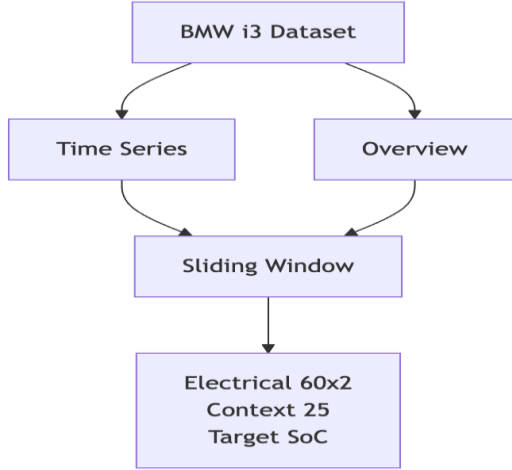 BMW i3 Dataset
Time Series
Overview
Sliding Window
Electrical 60x2
Context 25
Target SoC